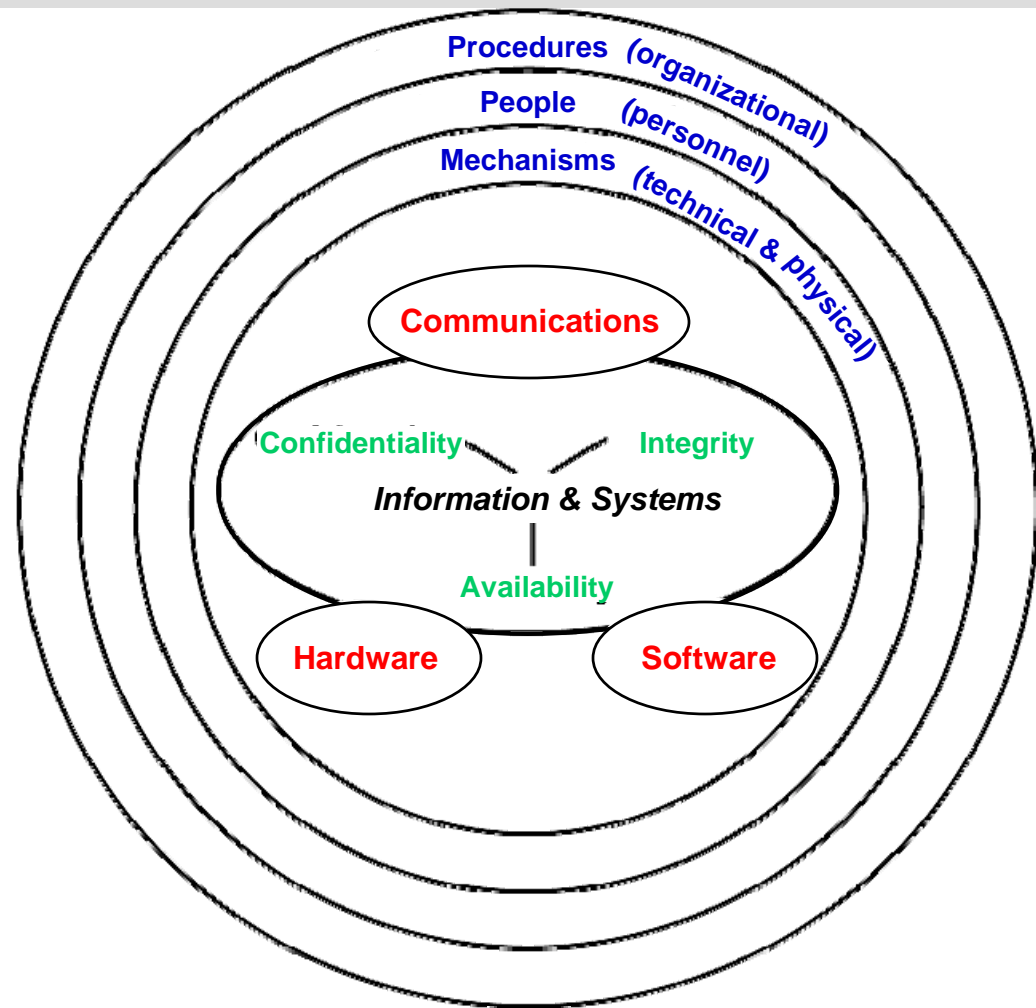 Procedures (organizational)
People (personnel)
Mechanisms (technical & physical)
Communications
Confidentiality Integrity
Information & Systems
Availability
Hardware Software